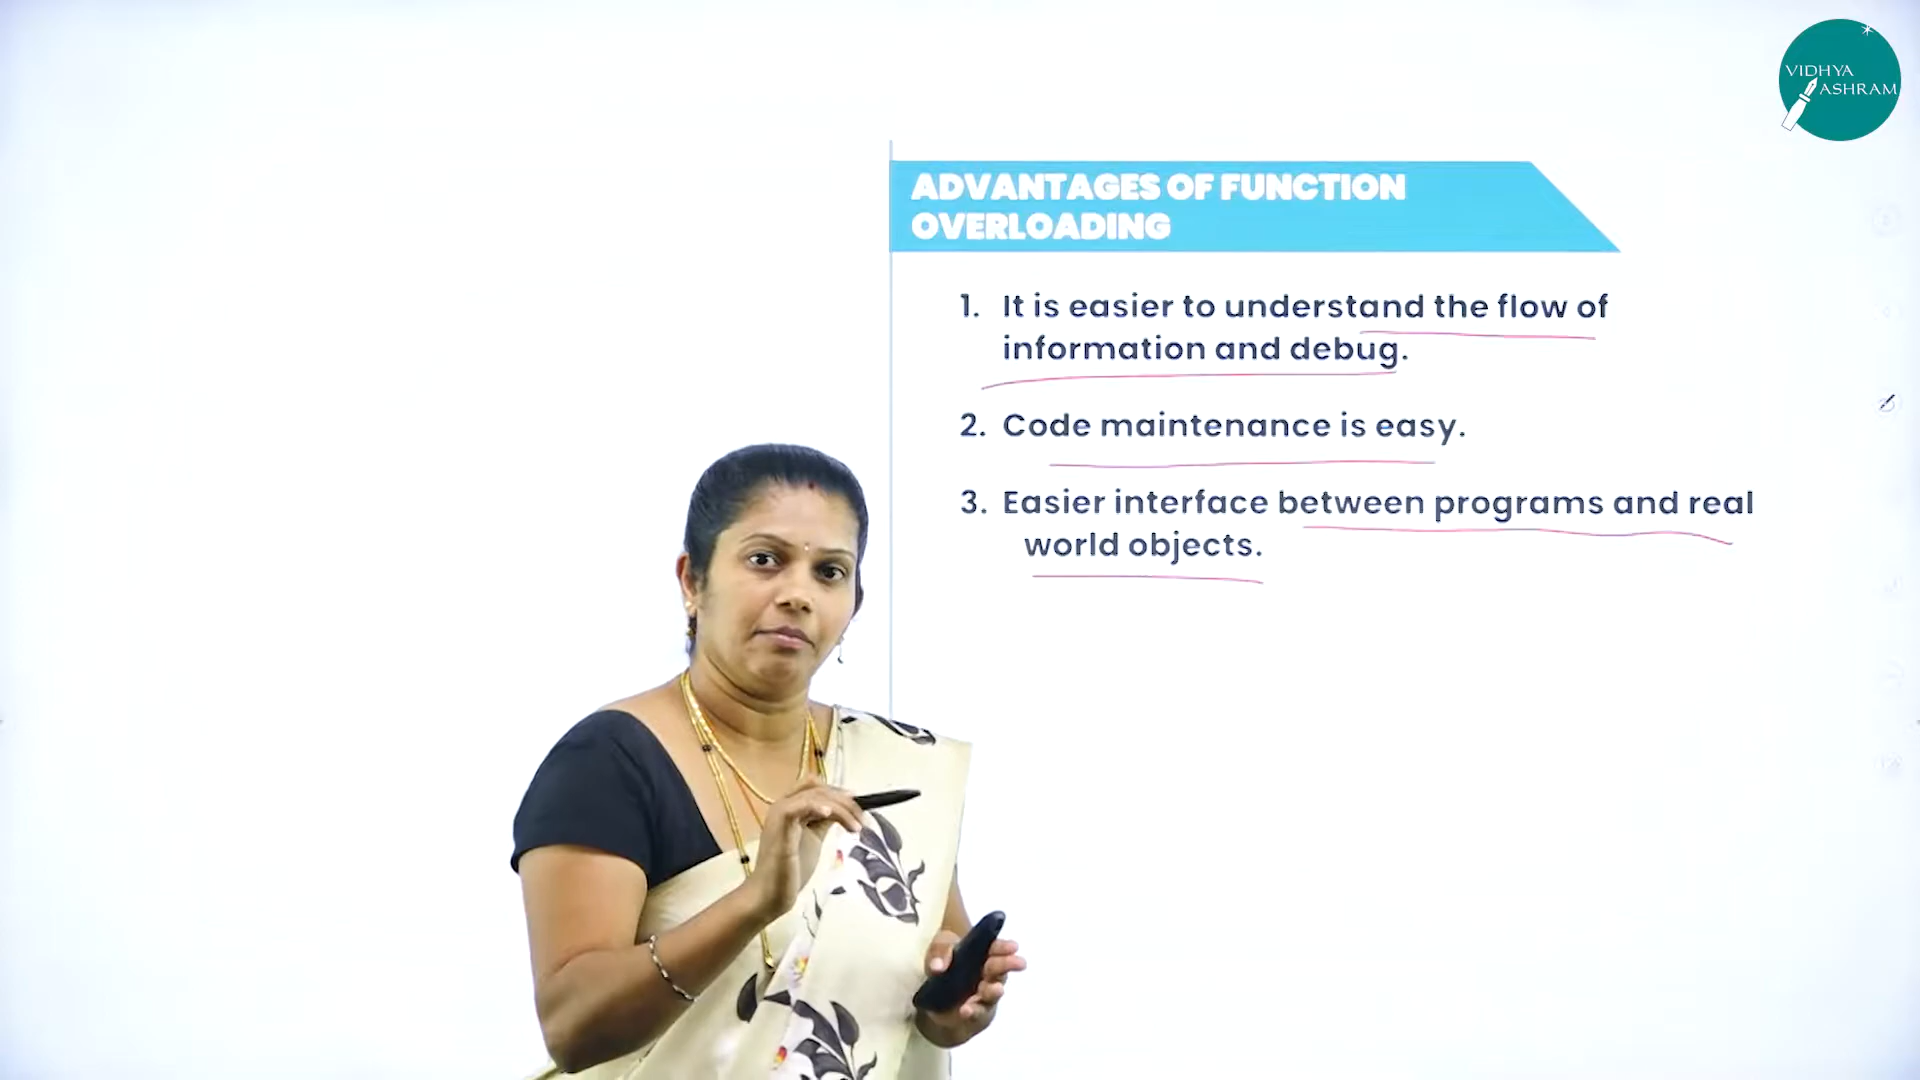 VIDHYA
ASHRAM
ADVANTAGES OF FUNCTION
OVERLOADING
1. It is easier to understand the flow of
information and debug.
2. Code maintenance is easy.
3. Easier interface between programs and real
world objects.